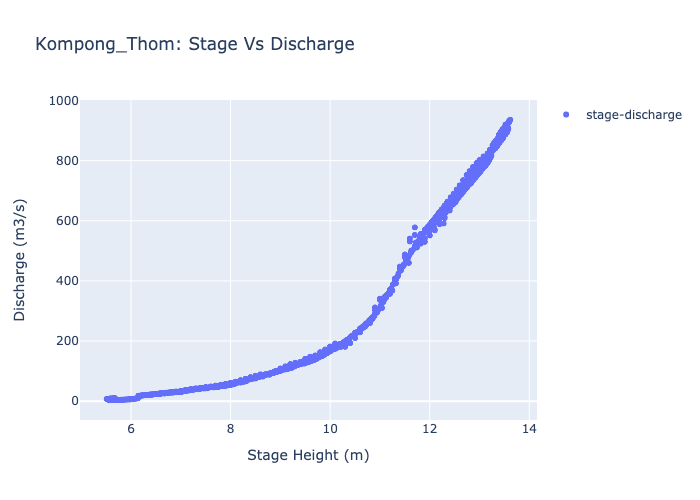 Kompong_Thom: Stage Vs Discharge
stage-discharge
1000
800
600
400
200
0
Discharge (m3/s)
6
8
10
12
14
Stage Height (m)